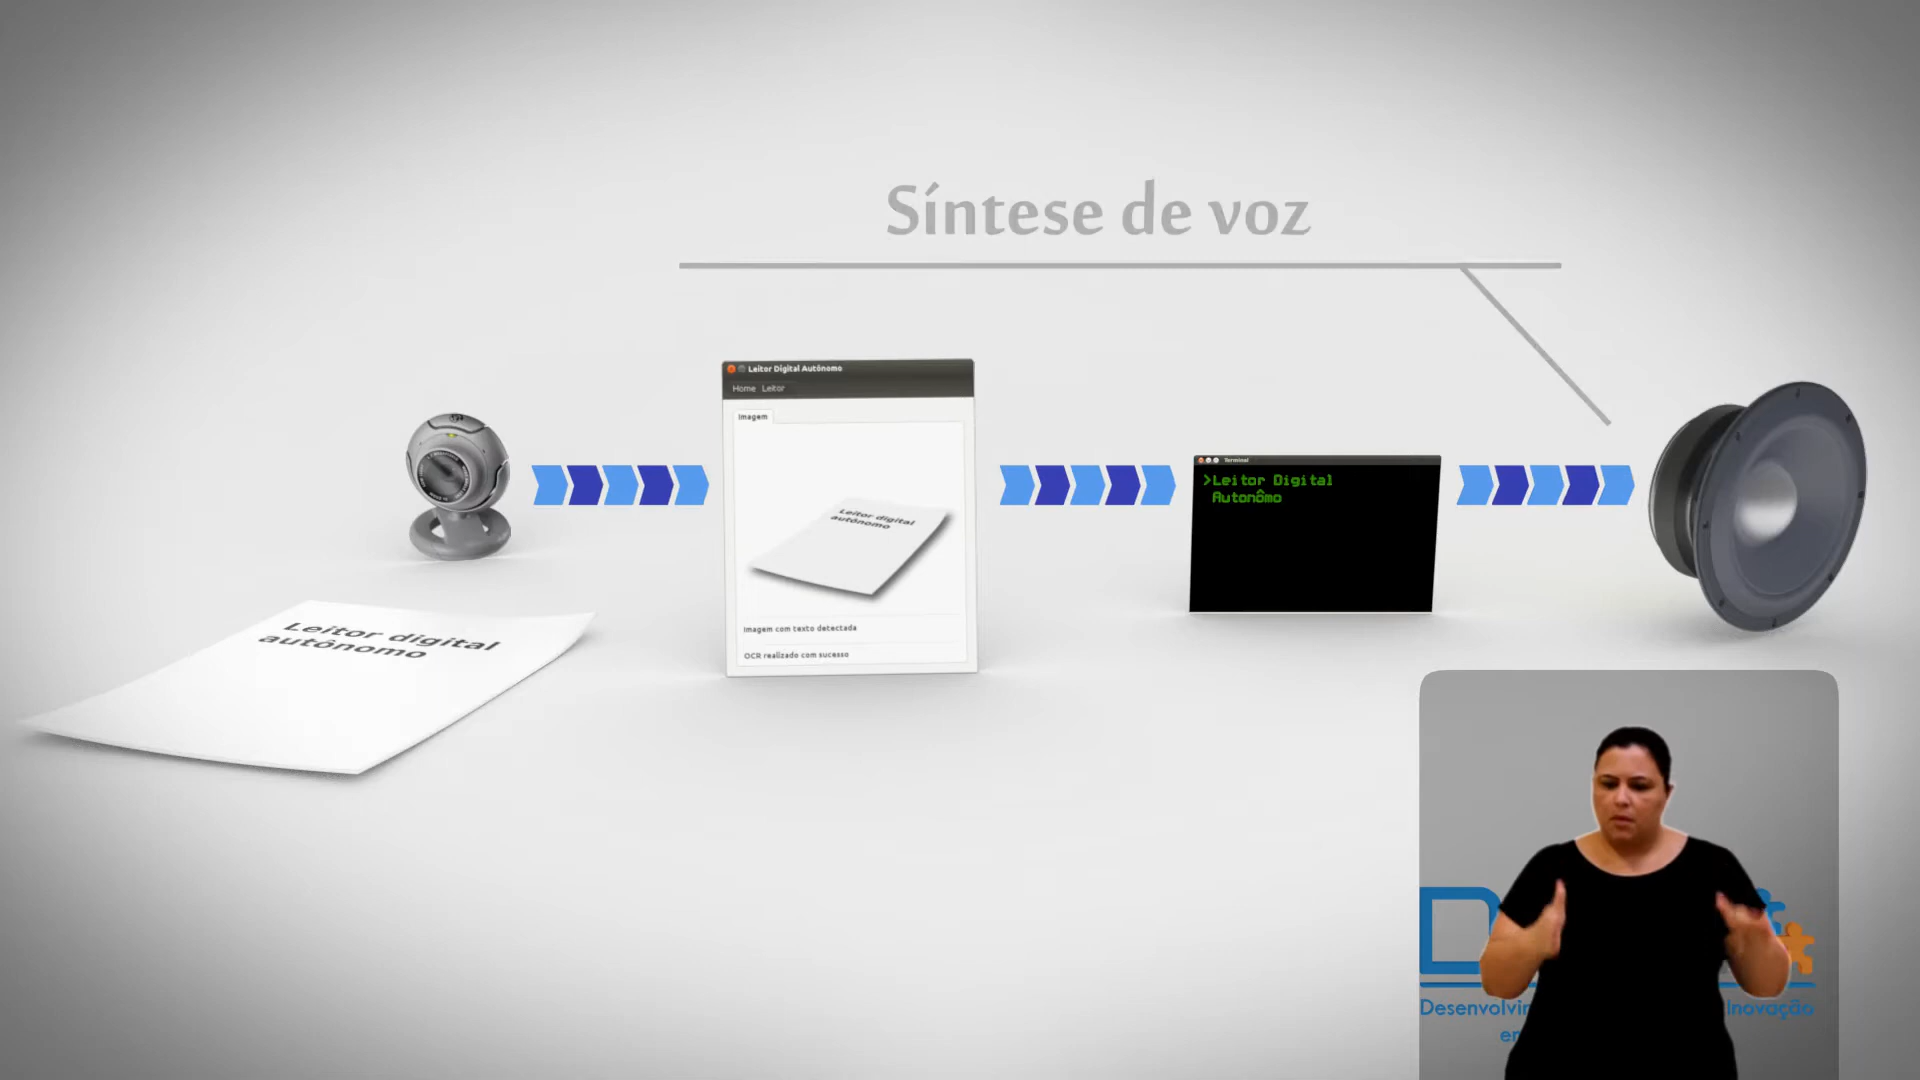 Síntese de voz
Leitor Digital Autônomo
Home Leitor
Imagem
Leitor digital
autônomo
Imagem com texto detectada
OCR realizado com sucesso
Terminal
>Leitor Digital
Autonômo
Leitor digital
autônomo
Inovação